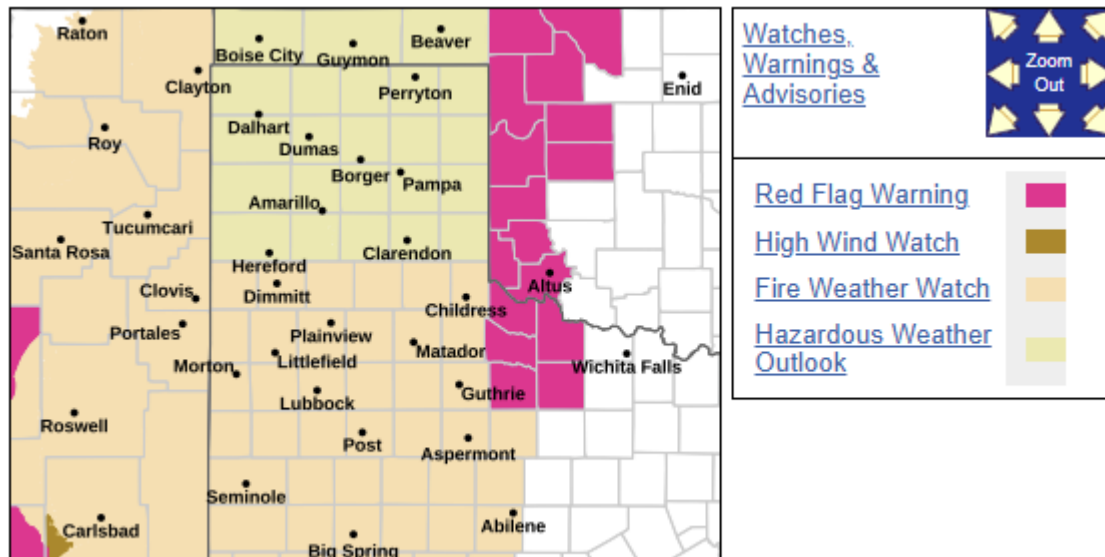 Raton
Boise City
Guymon
Beaver
Clayton
Perryton
Enid
Dalhart
Roy
Dumas
Borger
Pampa
Amarillo
Tucumcari
Santa Rosa
Clarendon
Hereford
Clovis
Dimmitt
Altus
Childress
Portales
Plainview
Morton
Littlefield
Matador
Wichita Falls
Lubbock
Guthrie
Roswell
Post
Aspermont
Seminole
Carlsbad
Abilene
Big Spring
Watches,
Warnings &
Advisories
Zoom
Out
Red Flag Warning
High Wind Watch
Fire Weather Watch
Hazardous Weather
Outlook